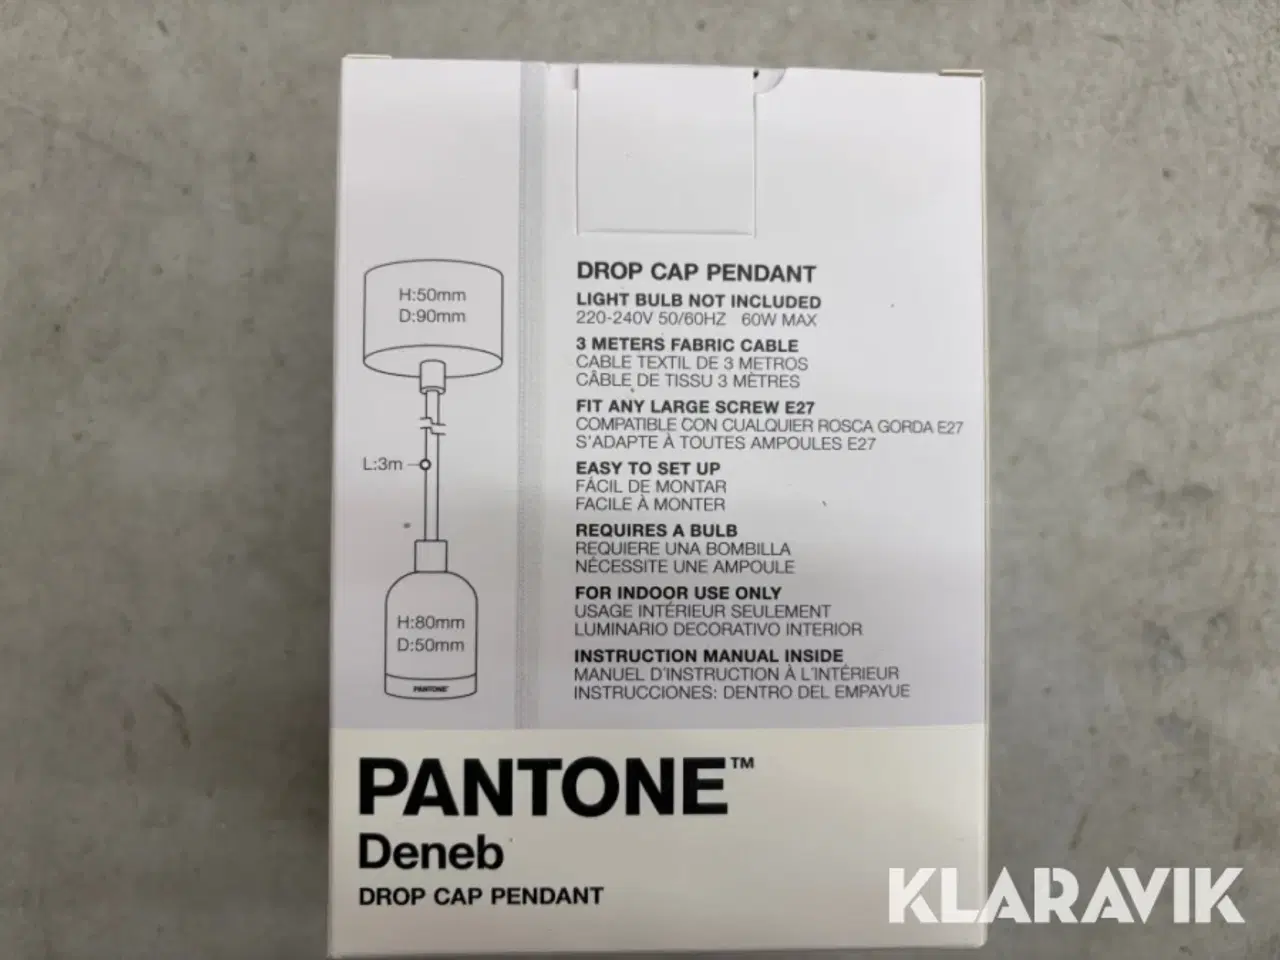 H:50mm
D:90mm
L:3m
H:80mm
D:50mm
PANTONE
DROP CAP PENDANT
LIGHT BULB NOT INCLUDED
220-240V 50/60HZ 60W MAX
3 METERS FABRIC CABLE
CABLE TEXTIL DE 3 METROS
CÂBLE DE TISSU 3 MÈTRES
FIT ANY LARGE SCREW E27
COMPATIBLE CON CUALQUIER ROSCA GORDA E27
S'ADAPTE À TOUTES AMPOULES E27
EASY TO SET UP
FÁCIL DE MONTAR
FACILE À MONTER
REQUIRES A BULB
REQUIERE UNA BOMBILLA
NÉCESSITE UNE AMPOULE
FOR INDOOR USE ONLY
USAGE INTÉRIEUR SEULEMENT
LUMINARIO DECORATIVO INTERIOR
INSTRUCTION MANUAL INSIDE
MANUEL D'INSTRUCTION À L'INTÉRIEUR
INSTRUCCIONES: DENTRO DEL EMPAYUE
PANTONE™
Deneb
DROP CAP PENDANT
KLARAVIK